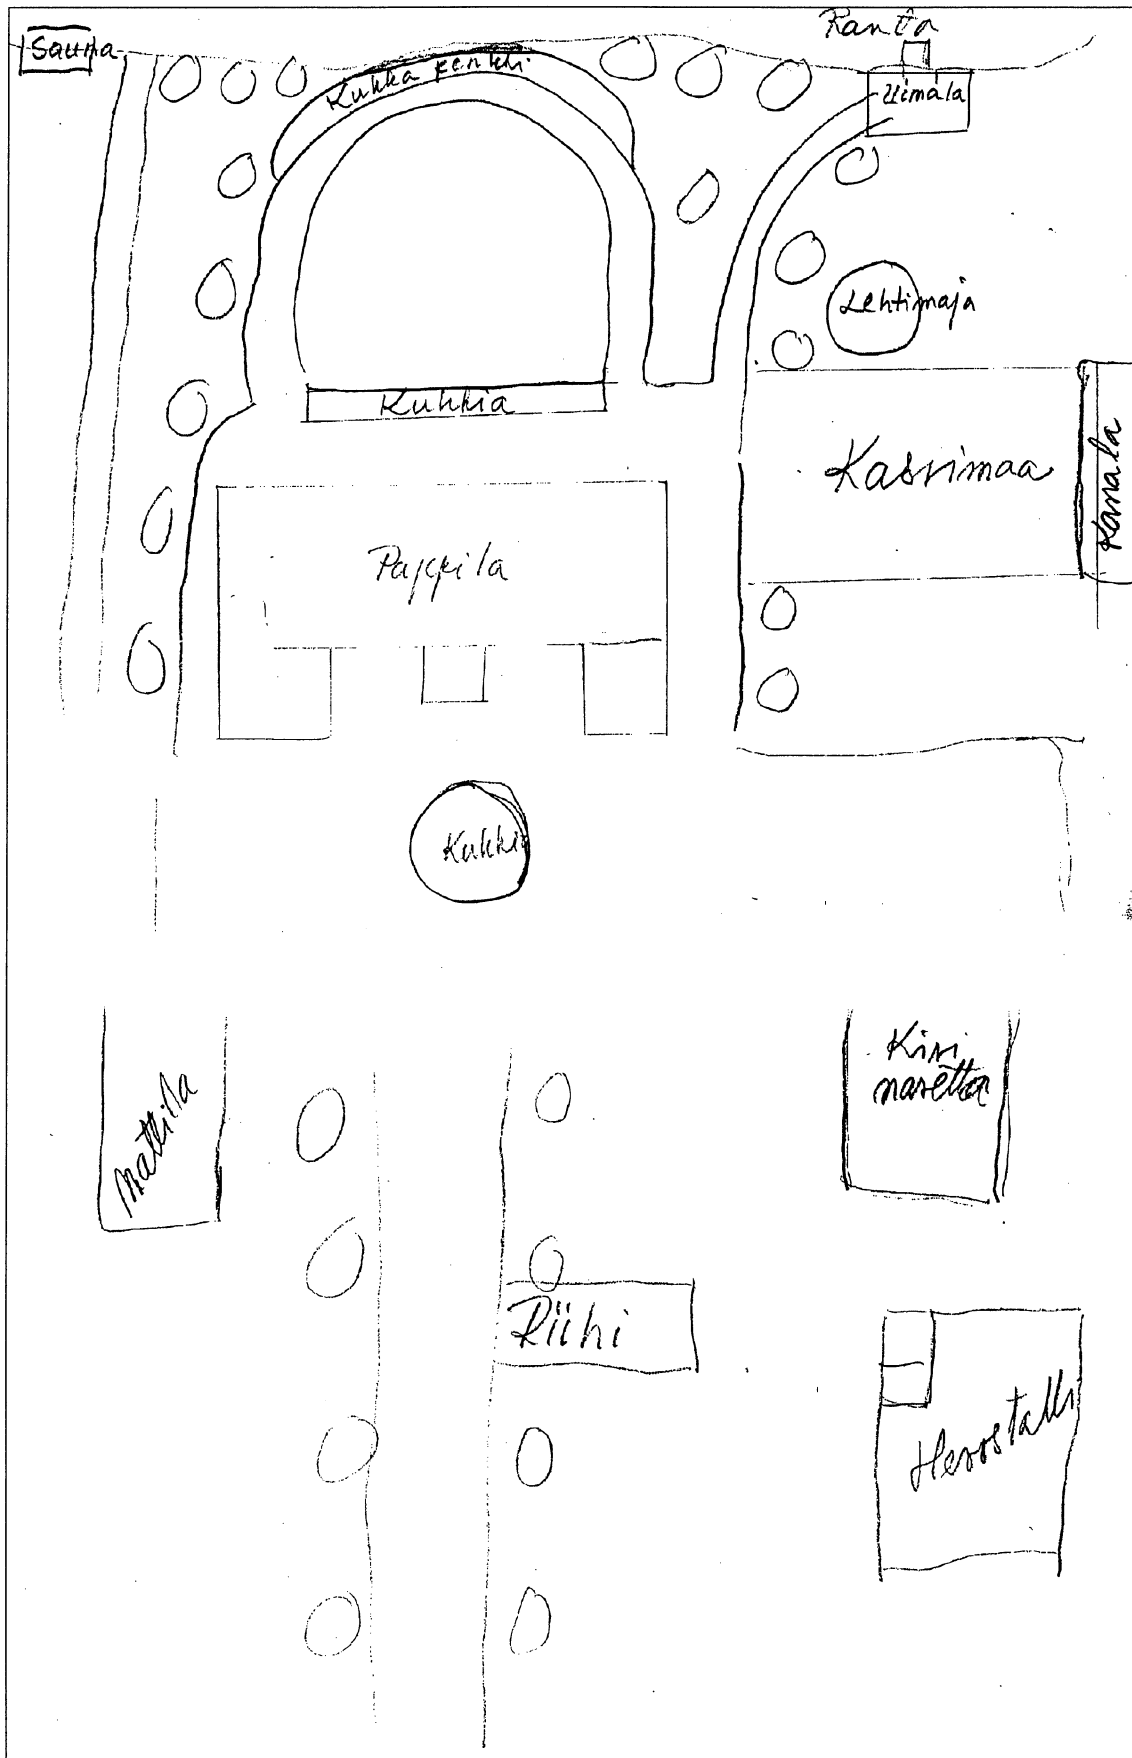 Ranta
Sauna
Kukka penkki
Uimala
Lehtimaja
Kukkia
Kasvimaa
Kanala
Pappila
Kukkia
Mattila
Kivi
navetta
Riihi
Hevostalli